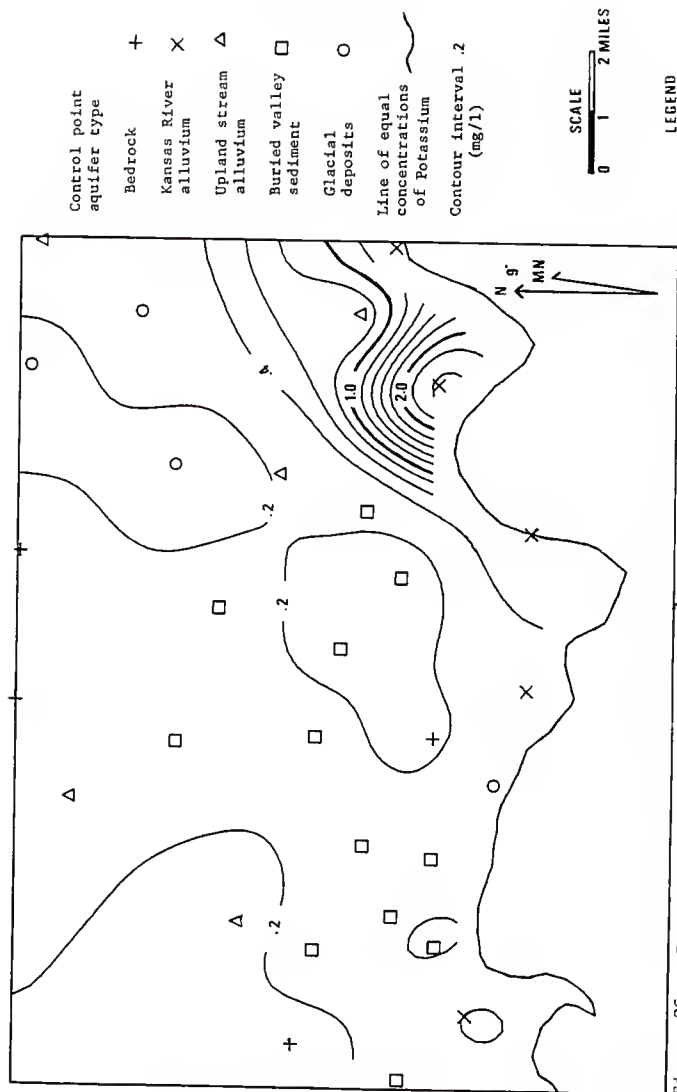 Control point
aquifer type
Bedrock
Kansas River
alluvium
Upland stream
alluvium
Buried valley
sediment
Glacial
deposits
Line of equal
concentrations
of Potassium
Contour interval .2
(mg/l)
SCALE
0 1 2 MILES
LEGEND
.2
.2
.2
.4
1.0
2.0
N 9°
MN